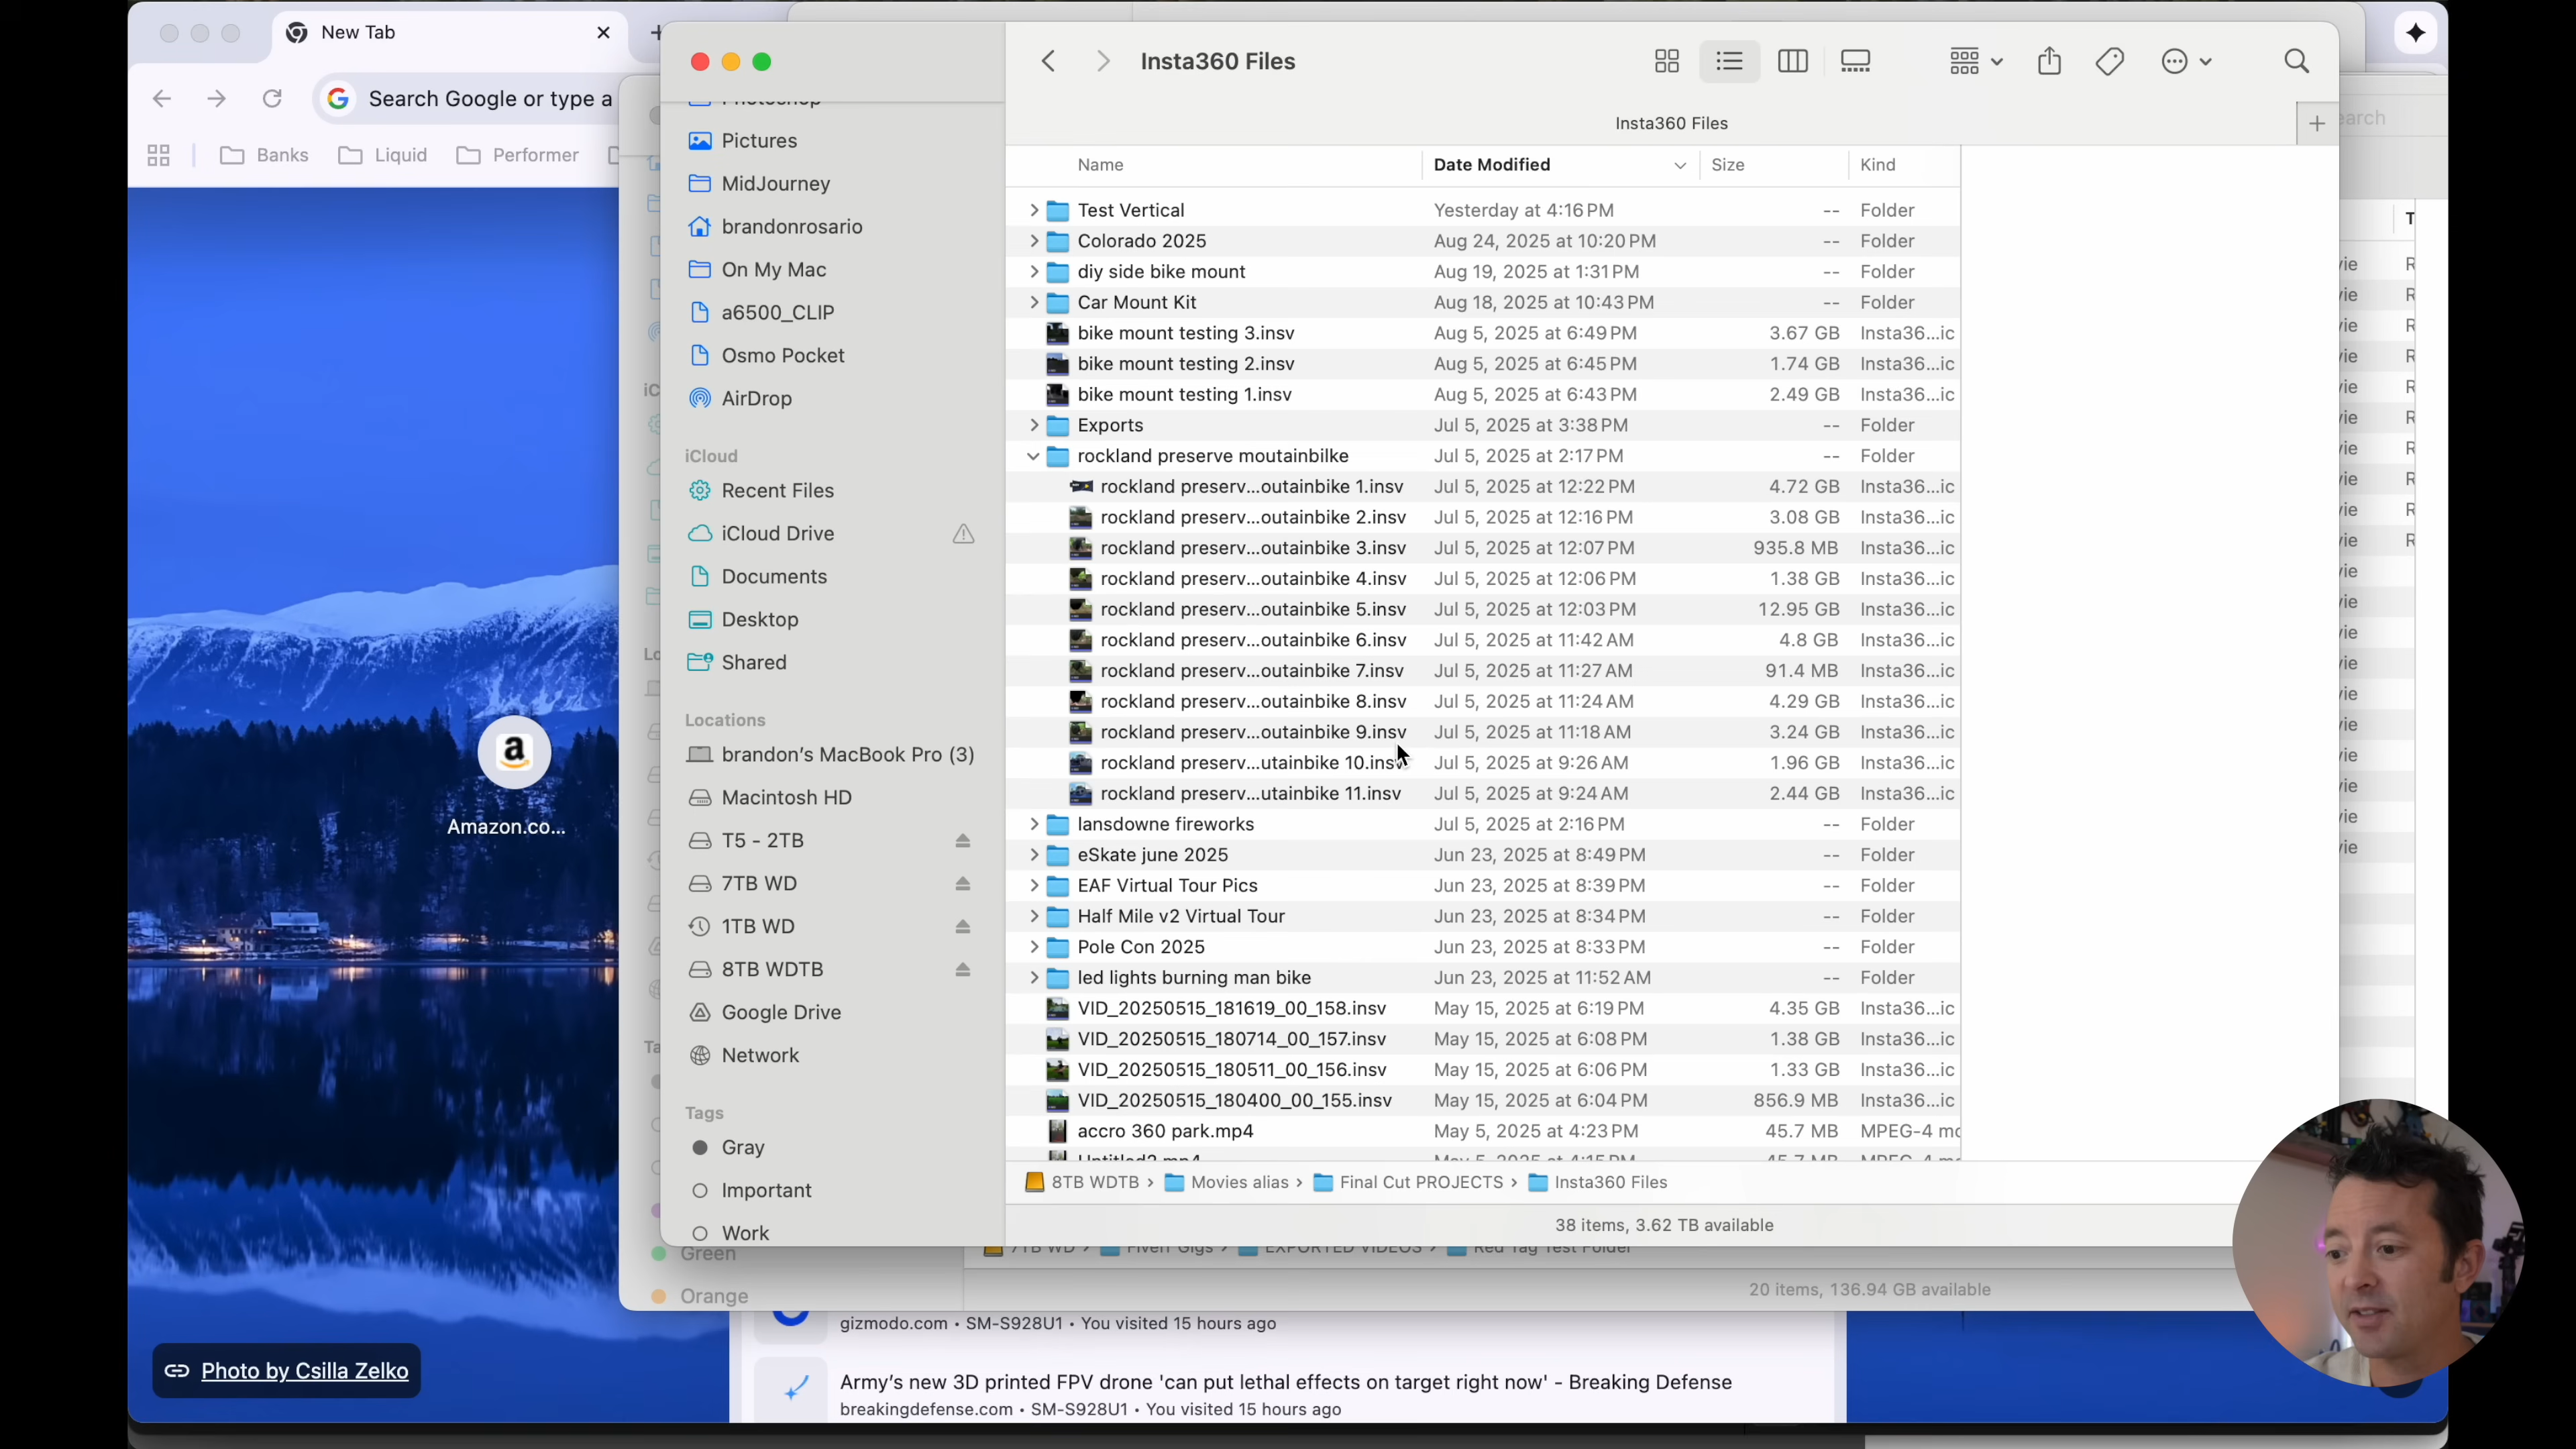 New Tab
Search Google or type a
Banks
Liquid
Performer
Insta360 Files
Insta360 Files
Name
Date Modified
Size
Kind
Pictures
MidJourney
brandonrosario
On My Mac
a6500_CLIP
Osmo Pocket
AirDrop
iCloud
Recent Files
iCloud Drive
Documents
Desktop
Shared
Locations
brandon's MacBook Pro (3)
Macintosh HD
T5 - 2TB
7TB WD
1TB WD
8TB WDTB
Google Drive
Network
Tags
Gray
Important
Work
Green
Orange
Test Vertical Yesterday at 4:16 PM -- Folder
Colorado 2025 Aug 24, 2025 at 10:20 PM -- Folder
diy side bike mount Aug 19, 2025 at 1:31 PM -- Folder
Car Mount Kit Aug 18, 2025 at 10:43 PM -- Folder
bike mount testing 3.insv Aug 5, 2025 at 6:49 PM 3.67 GB Insta36...ic
bike mount testing 2.insv Aug 5, 2025 at 6:45 PM 1.74 GB Insta36...ic
bike mount testing 1.insv Aug 5, 2025 at 6:43 PM 2.49 GB Insta36...ic
Exports Jul 5, 2025 at 3:38 PM -- Folder
rockland preserve moutainbilke Jul 5, 2025 at 2:17 PM -- Folder
rockland preserv...outainbike 1.insv Jul 5, 2025 at 12:22 PM 4.72 GB Insta36...ic
rockland preserv...outainbike 2.insv Jul 5, 2025 at 12:16 PM 3.08 GB Insta36...ic
rockland preserv...outainbike 3.insv Jul 5, 2025 at 12:07 PM 935.8 MB Insta36...ic
rockland preserv...outainbike 4.insv Jul 5, 2025 at 12:06 PM 1.38 GB Insta36...ic
rockland preserv...outainbike 5.insv Jul 5, 2025 at 12:03 PM 12.95 GB Insta36...ic
rockland preserv...outainbike 6.insv Jul 5, 2025 at 11:42 AM 4.8 GB Insta36...ic
rockland preserv...outainbike 7.insv Jul 5, 2025 at 11:27 AM 91.4 MB Insta36...ic
rockland preserv...outainbike 8.insv Jul 5, 2025 at 11:24 AM 4.29 GB Insta36...ic
rockland preserv...outainbike 9.insv Jul 5, 2025 at 11:18 AM 3.24 GB Insta36...ic
rockland preserv...utainbike 10.insv Jul 5, 2025 at 9:26 AM 1.96 GB Insta36...ic
rockland preserv...utainbike 11.insv Jul 5, 2025 at 9:24 AM 2.44 GB Insta36...ic
lansdowne fireworks Jul 5, 2025 at 2:16 PM -- Folder
eSkate june 2025 Jun 23, 2025 at 8:49 PM -- Folder
EAF Virtual Tour Pics Jun 23, 2025 at 8:39 PM -- Folder
Half Mile v2 Virtual Tour Jun 23, 2025 at 8:34 PM -- Folder
Pole Con 2025 Jun 23, 2025 at 8:33 PM -- Folder
led lights burning man bike Jun 23, 2025 at 11:52 AM -- Folder
VID_20250515_181619_00_158.insv May 15, 2025 at 6:19 PM 4.35 GB Insta36...ic
VID_20250515_180714_00_157.insv May 15, 2025 at 6:08 PM 1.38 GB Insta36...ic
VID_20250515_180511_00_156.insv May 15, 2025 at 6:06 PM 1.33 GB Insta36...ic
VID_20250515_180400_00_155.insv May 15, 2025 at 6:04 PM 856.9 MB Insta36...ic
accro 360 park.mp4 May 5, 2025 at 4:23 PM 45.7 MB MPEG-4 mo
8TB WDTB › Movies alias › Final Cut PROJECTS › Insta360 Files
38 items, 3.62 TB available
20 items, 136.94 GB available
Amazon.co...
Photo by Csilla Zelko
gizmodo.com • SM-S928U1 • You visited 15 hours ago
Army's new 3D printed FPV drone 'can put lethal effects on target right now' - Breaking Defense
breakingdefense.com • SM-S928U1 • You visited 15 hours ago